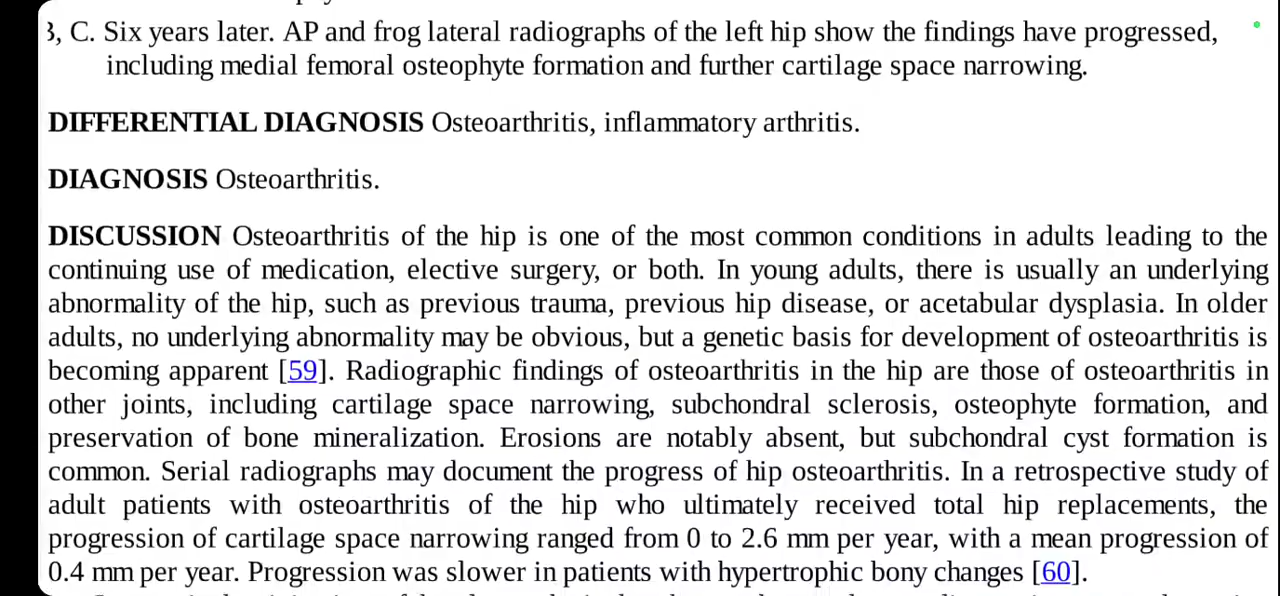 , C. Six years later. AP and frog lateral radiographs of the left hip show the findings have progressed,
including medial femoral osteophyte formation and further cartilage space narrowing.
DIFFERENTIAL DIAGNOSIS Osteoarthritis, inflammatory arthritis.
DIAGNOSIS Osteoarthritis.
DISCUSSION Osteoarthritis of the hip is one of the most common conditions in adults leading to the
continuing use of medication, elective surgery, or both. In young adults, there is usually an underlying
abnormality of the hip, such as previous trauma, previous hip disease, or acetabular dysplasia. In older
adults, no underlying abnormality may be obvious, but a genetic basis for development of osteoarthritis is
becoming apparent [59]. Radiographic findings of osteoarthritis in the hip are those of osteoarthritis in
other joints, including cartilage space narrowing, subchondral sclerosis, osteophyte formation, and
preservation of bone mineralization. Erosions are notably absent, but subchondral cyst formation is
common. Serial radiographs may document the progress of hip osteoarthritis. In a retrospective study of
adult patients with osteoarthritis of the hip who ultimately received total hip replacements, the
progression of cartilage space narrowing ranged from 0 to 2.6 mm per year, with a mean progression of
0.4 mm per year. Progression was slower in patients with hypertrophic bony changes [60].